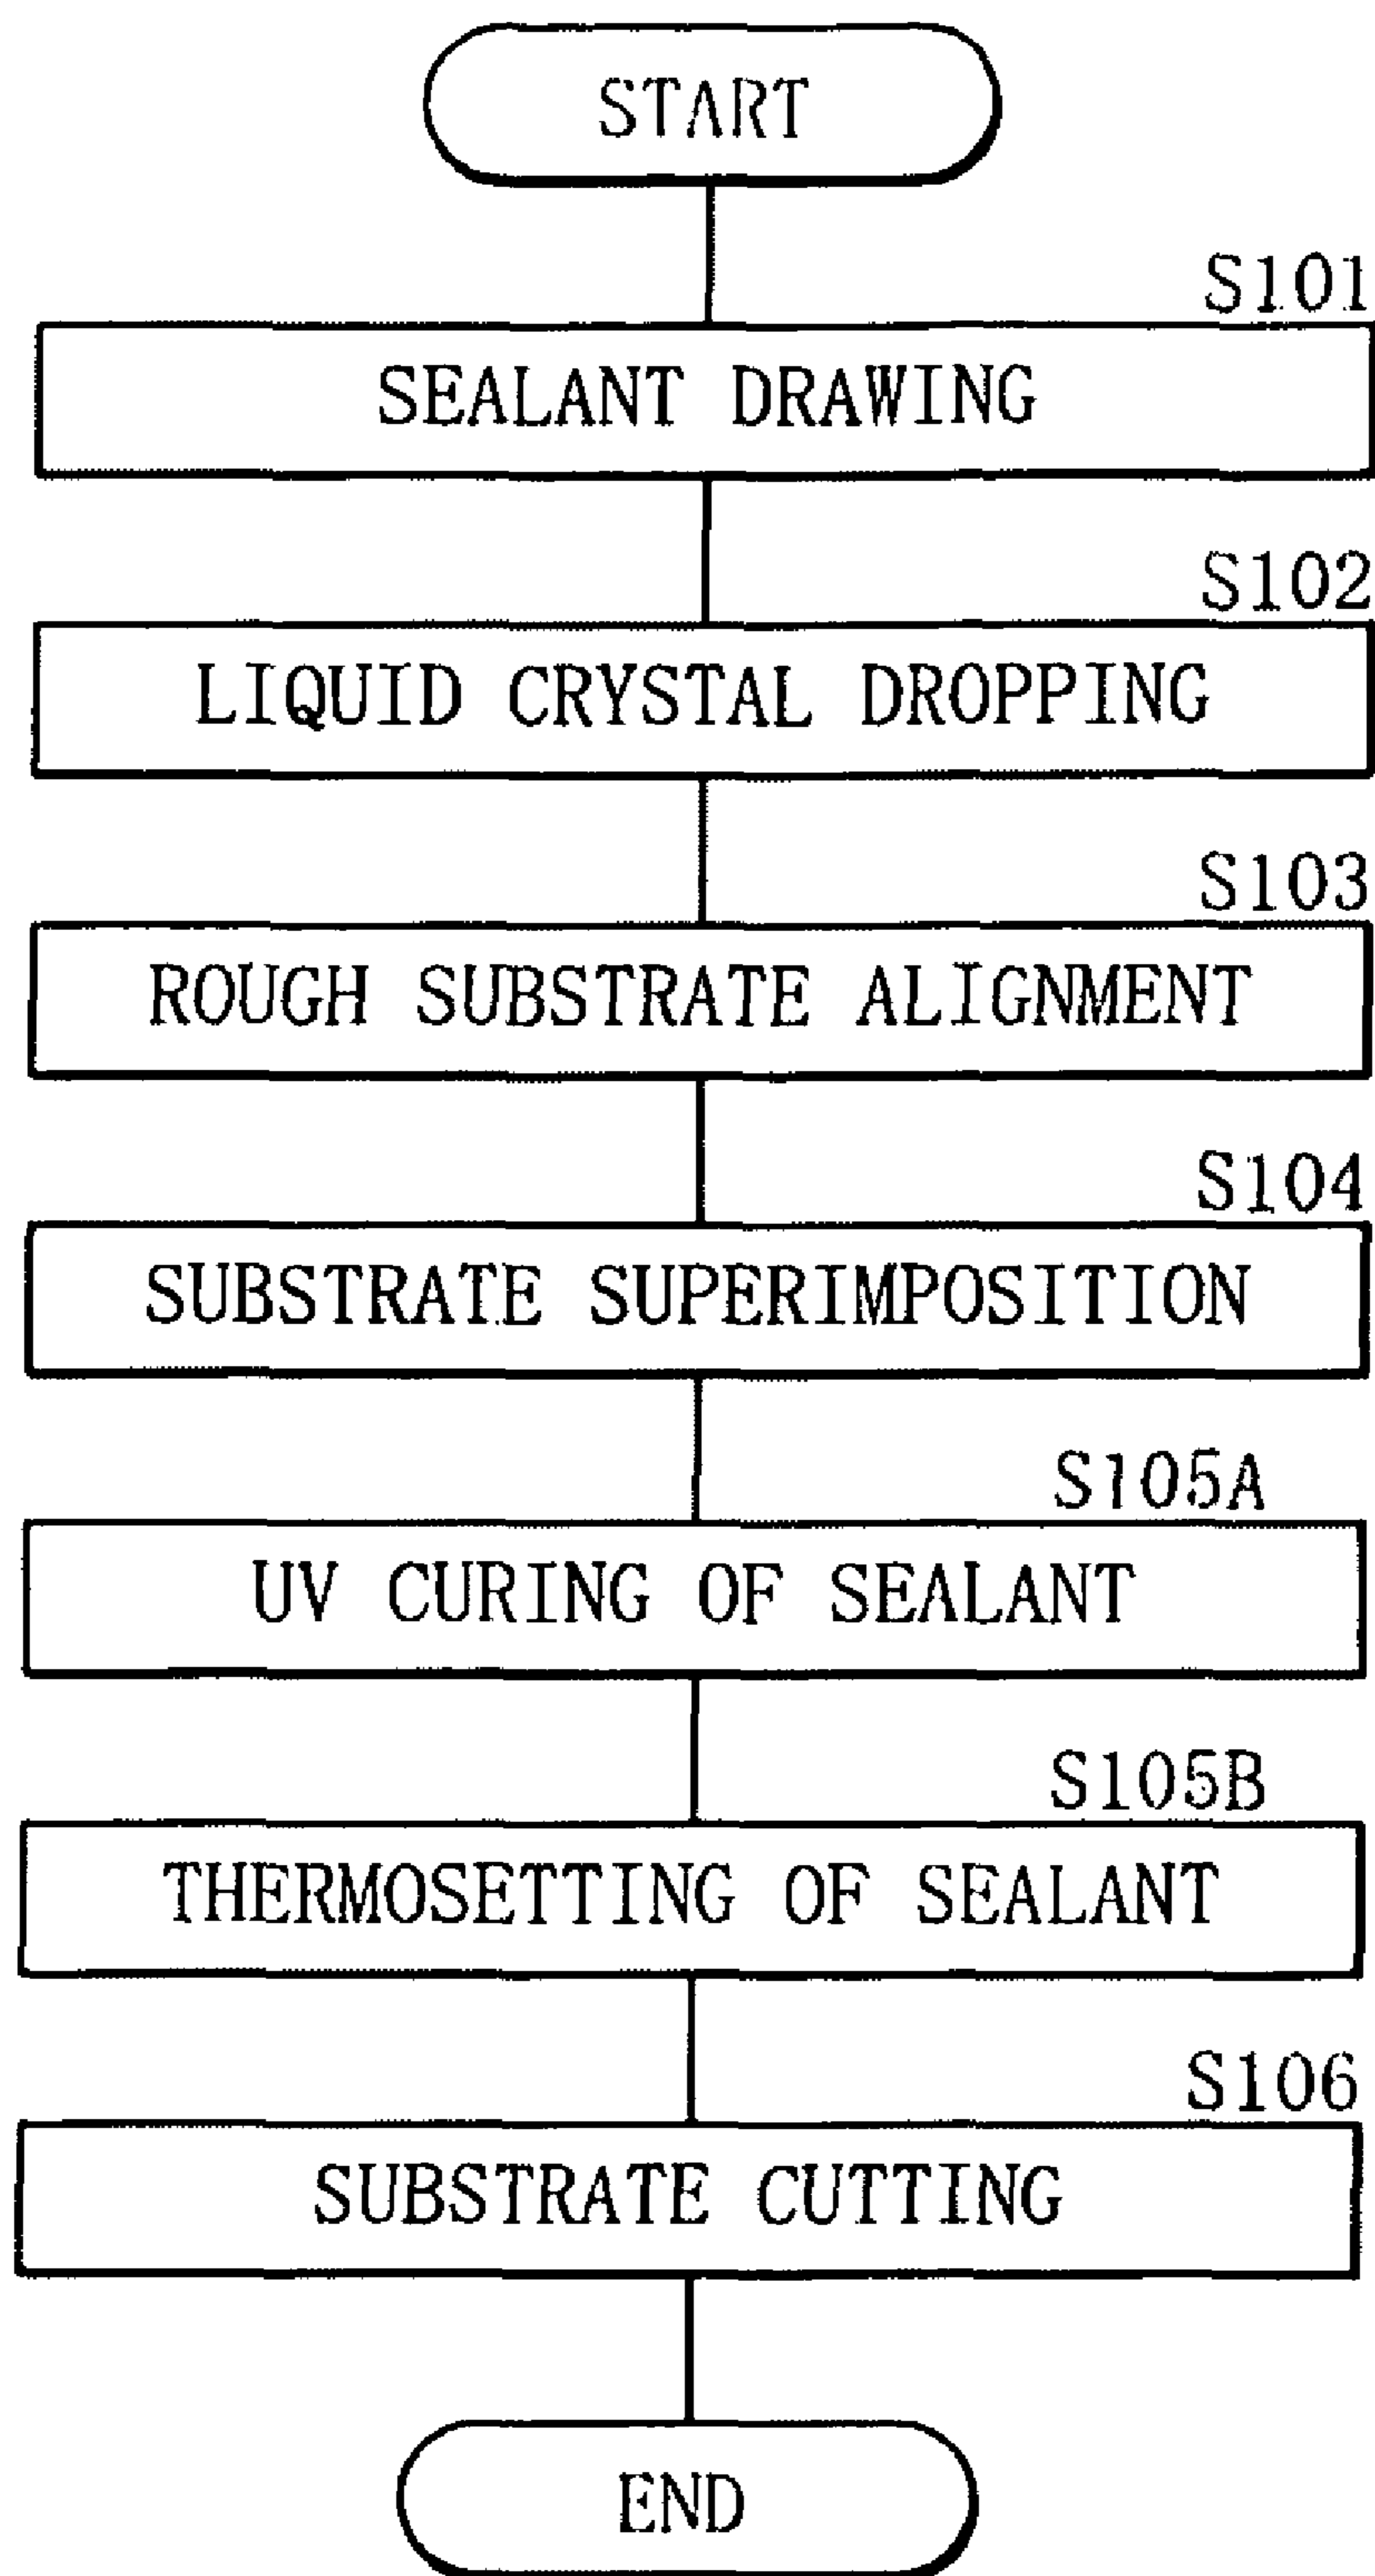 START
S101
SEALANT DRAWING
S102
LIQUID CRYSTAL DROPPING
S103
ROUGH SUBSTRATE ALIGNMENT
S104
SUBSTRATE SUPERIMPOSITION
S105A
UV CURING OF SEALANT
S105B
THERMOSETTING OF SEALANT
S106
SUBSTRATE CUTTING
END